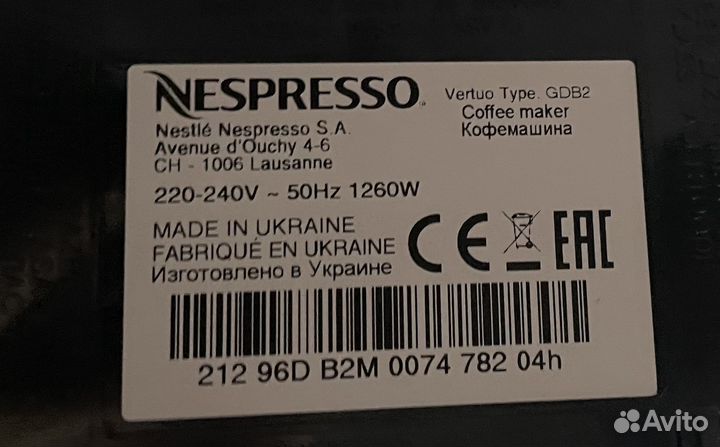 NESPRESSO.
Vertuo Type. GDB2
Coffee maker
Кофемашина
Nestlé Nespresso S.A.
Avenue d'Ouchy 4-6
CH - 1006 Lausanne
220-240V ~ 50Hz 1260W
MADE IN UKRAINE
FABRIQUÉ EN UKRAINE
Изготовлено в Украине
CE EAC
212 96D B2M 0074 782 04h
Avito